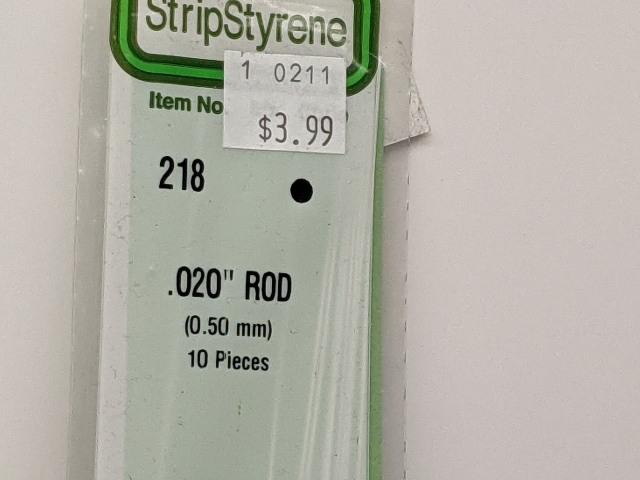 StripStyrene
1 0211
Item No
$3.99
218
.020" ROD
(0.50 mm)
10 Pieces